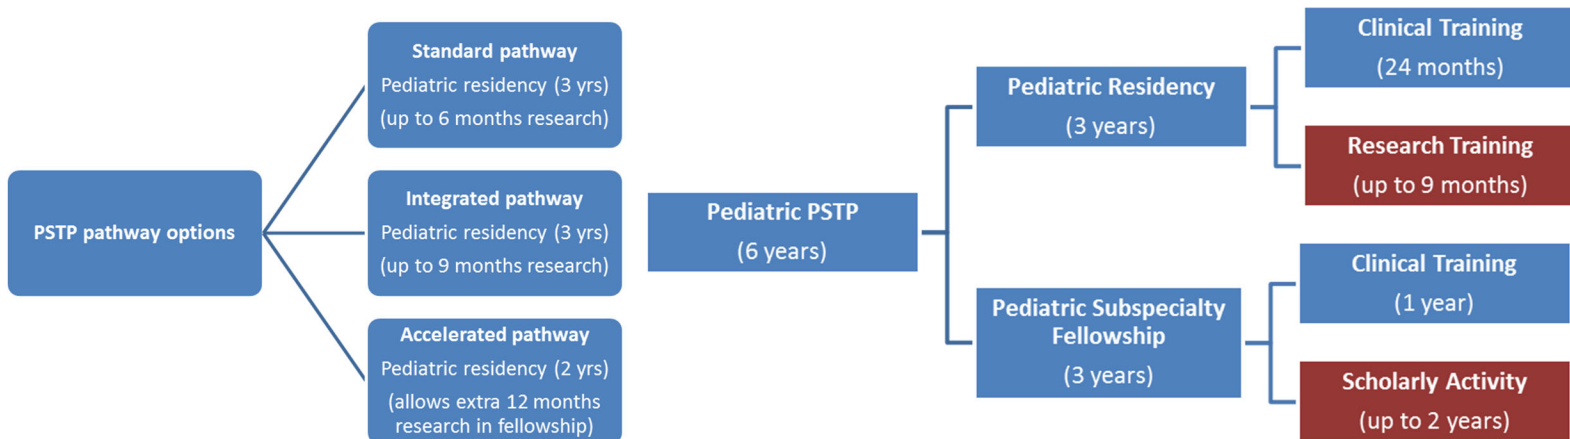 PSTP pathway options
Standard pathway
Pediatric residency (3 yrs)
(up to 6 months research)
Integrated pathway
Pediatric residency (3 yrs)
(up to 9 months research)
Accelerated pathway
Pediatric residency (2 yrs)
(allows extra 12 months
research in fellowship)
Pediatric PSTP
(6 years)
Pediatric Residency
(3 years)
Clinical Training
(24 months)
Research Training
(up to 9 months)
Pediatric Subspecialty
Fellowship
(3 years)
Clinical Training
(1 year)
Scholarly Activity
(up to 2 years)